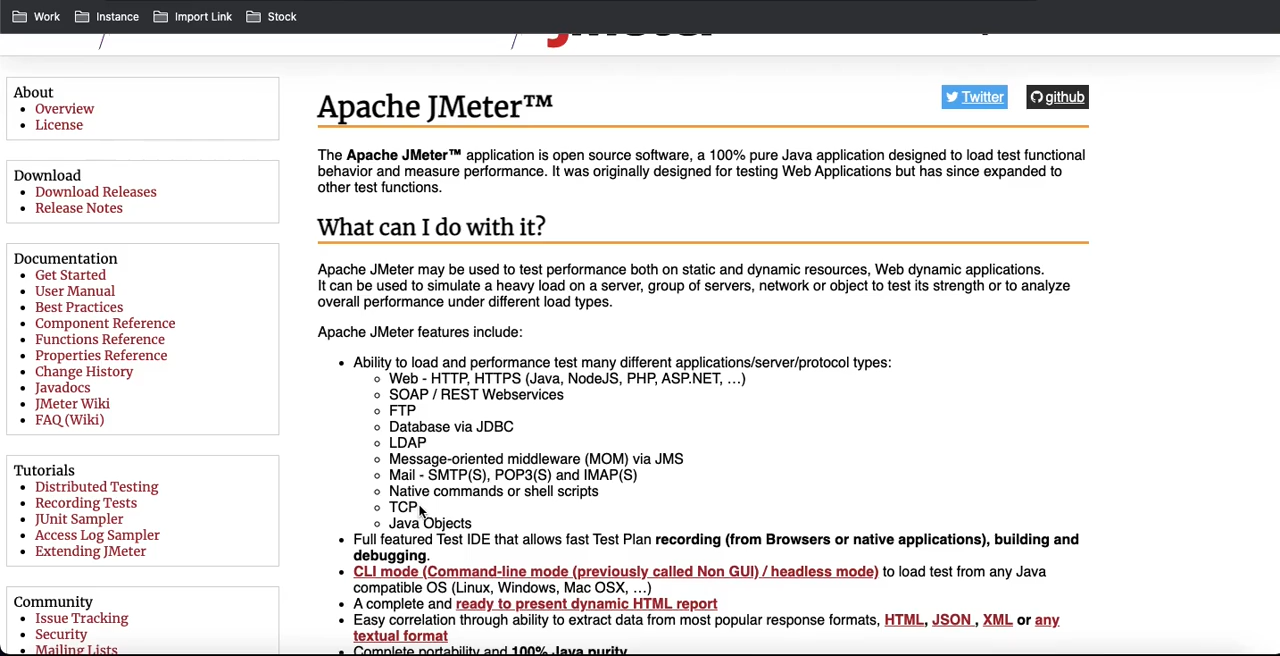 Work Instance Import Link Stock
About
Overview
License
Download
Download Releases
Release Notes
Documentation
Get Started
User Manual
Best Practices
Component Reference
Functions Reference
Properties Reference
Change History
Javadocs
JMeter Wiki
FAQ (Wiki)
Tutorials
Distributed Testing
Recording Tests
JUnit Sampler
Access Log Sampler
Extending JMeter
Community
Issue Tracking
Security
Mailing Lists
Twitter github
Apache JMeter™
The Apache JMeter™ application is open source software, a 100% pure Java application designed to load test functional
behavior and measure performance. It was originally designed for testing Web Applications but has since expanded to
other test functions.
What can I do with it?
Apache JMeter may be used to test performance both on static and dynamic resources, Web dynamic applications.
It can be used to simulate a heavy load on a server, group of servers, network or object to test its strength or to analyze
overall performance under different load types.
Apache JMeter features include:
Ability to load and performance test many different applications/server/protocol types:
Web - HTTP, HTTPS (Java, NodeJS, PHP, ASP.NET, …)
SOAP / REST Webservices
FTP
Database via JDBC
LDAP
Message-oriented middleware (MOM) via JMS
Mail - SMTP(S), POP3(S) and IMAP(S)
Native commands or shell scripts
TCP
Java Objects
Full featured Test IDE that allows fast Test Plan recording (from Browsers or native applications), building and
debugging.
CLI mode (Command-line mode (previously called Non GUI) / headless mode) to load test from any Java
compatible OS (Linux, Windows, Mac OSX, …)
A complete and ready to present dynamic HTML report
Easy correlation through ability to extract data from most popular response formats, HTML, JSON , XML or any
textual format
Complete portability and 100% Java purity